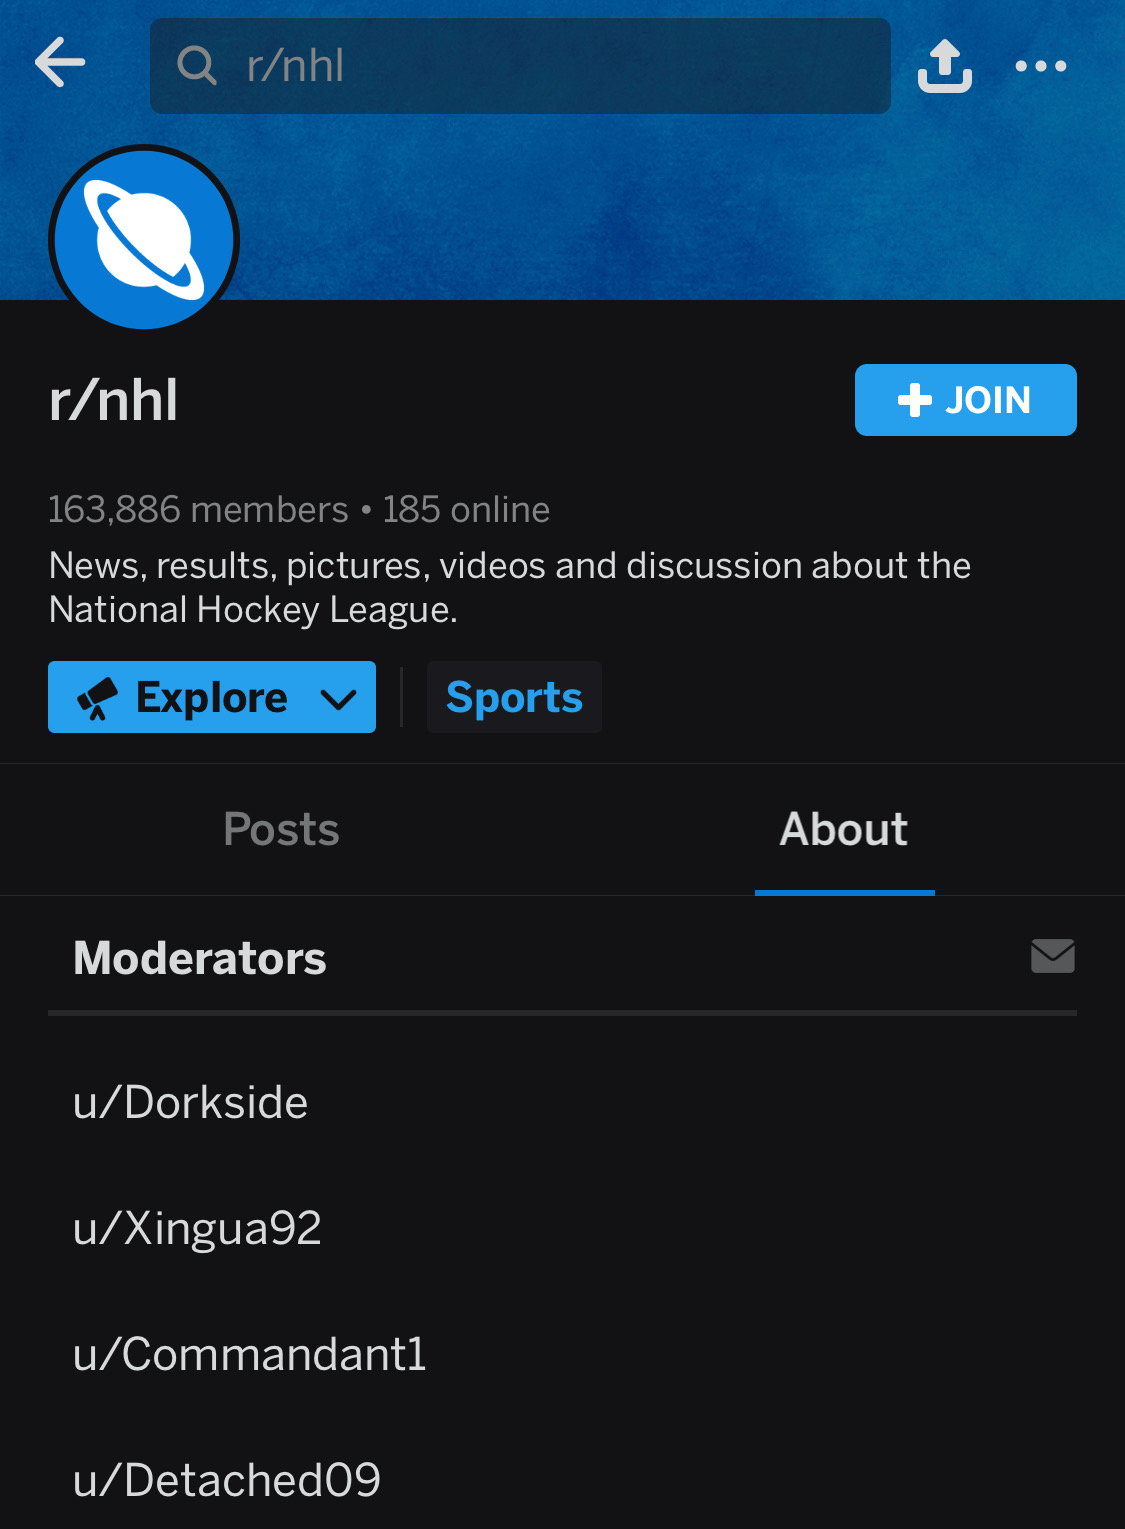 r/nhl
r/nhl
JOIN
163,886 members • 185 online
News, results, pictures, videos and discussion about the
National Hockey League.
Explore
Sports
Posts
About
Moderators
u/Dorkside
u/Xingua92
u/Commandant1
u/Detached09